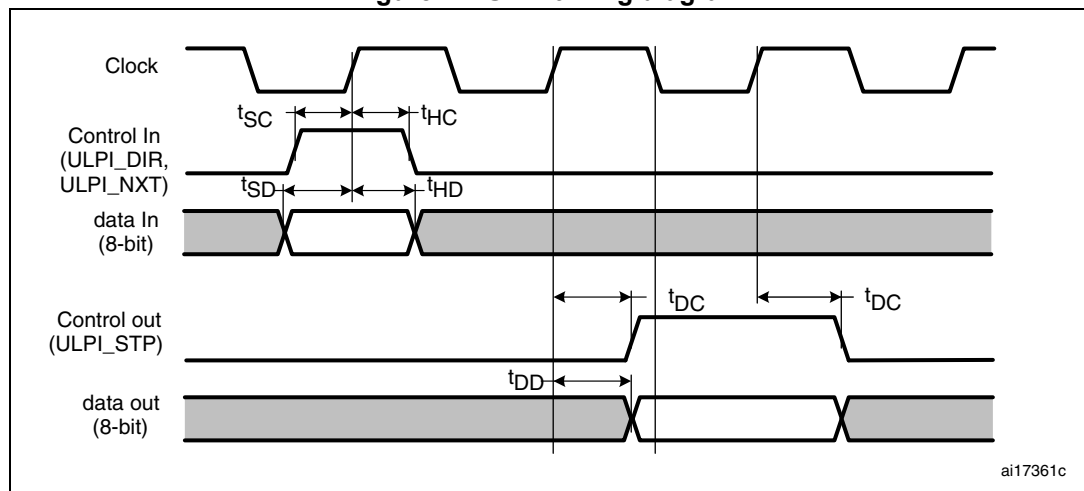 Clock
tSC
tHC
Control In
(ULPI_DIR,
ULPI_NXT)
tSD
tHD
data In
(8-bit)
tDC
tDC
Control out
(ULPI_STP)
tDD
data out
(8-bit)
ai17361c